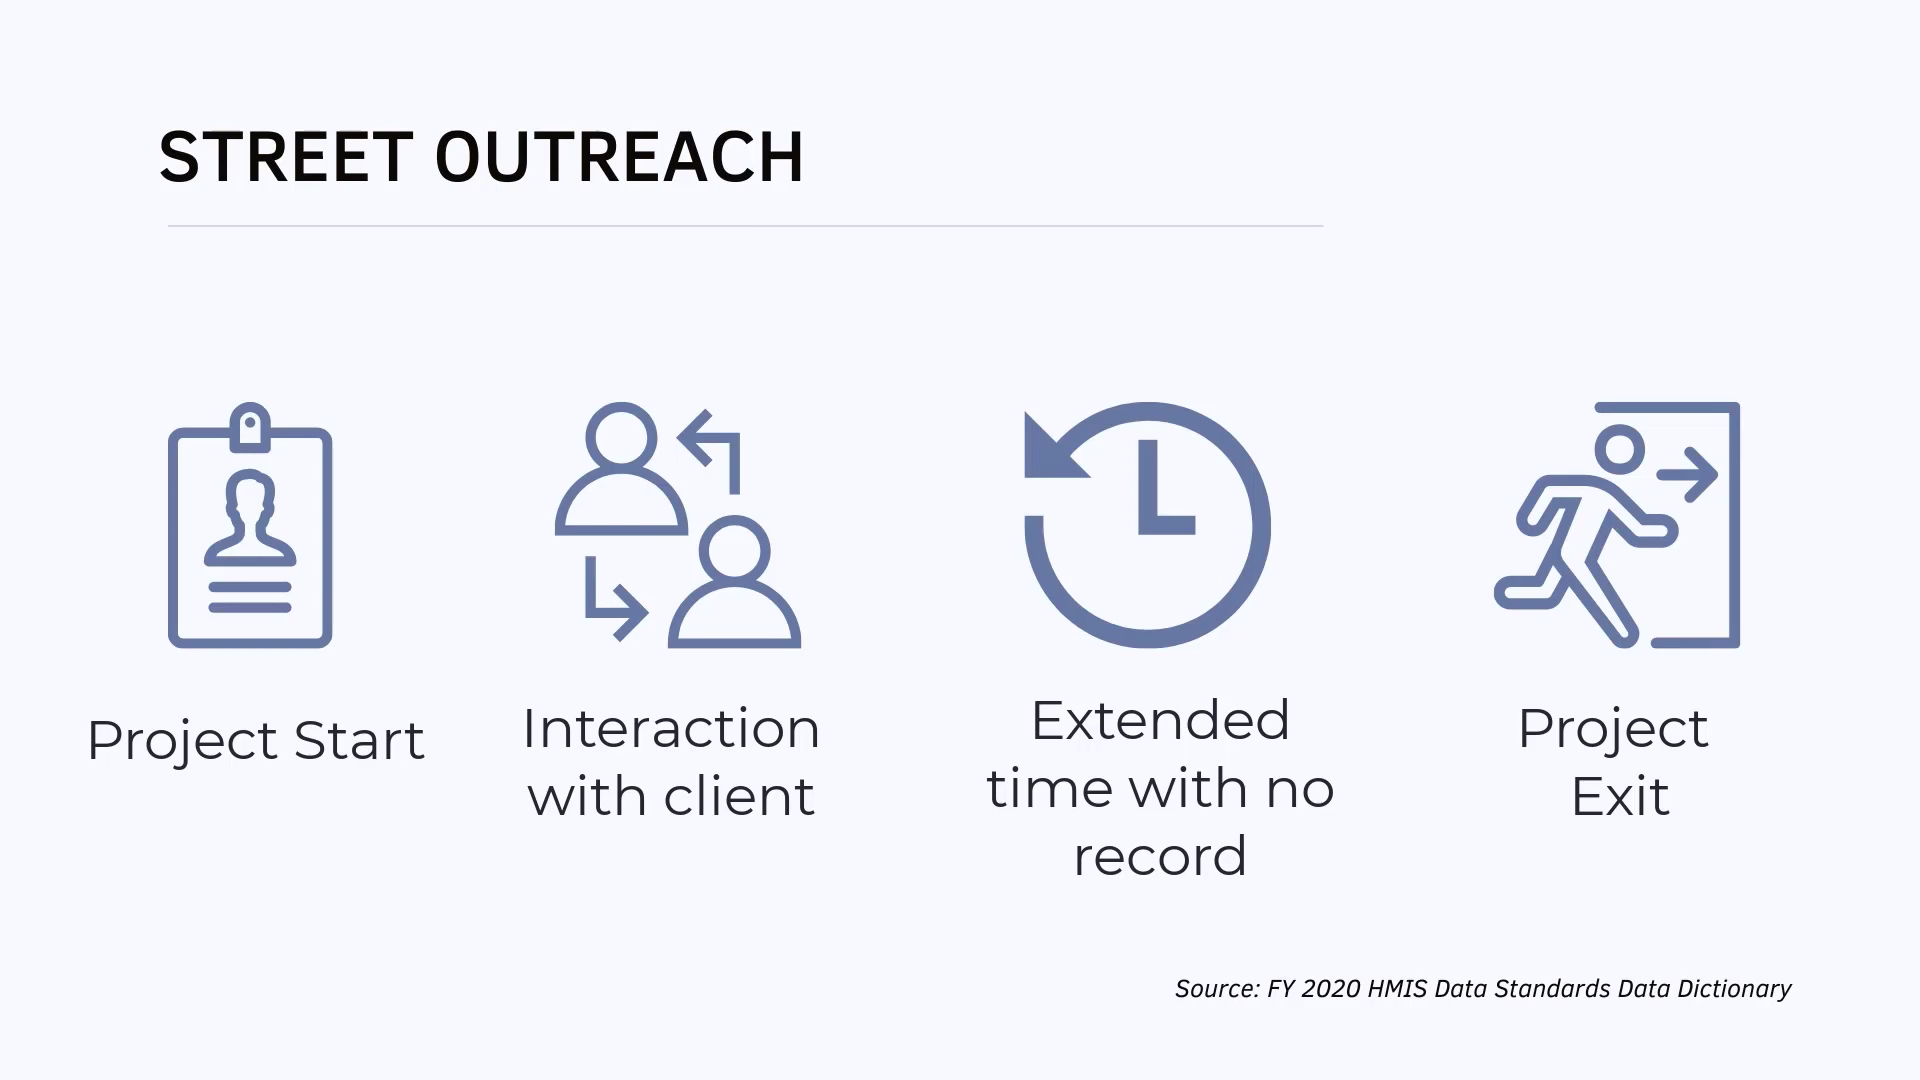 STREET OUTREACH
Project Start
Interaction
with client
Extended
time with no
record
Project
Exit
Source: FY 2020 HMIS Data Standards Data Dictionary